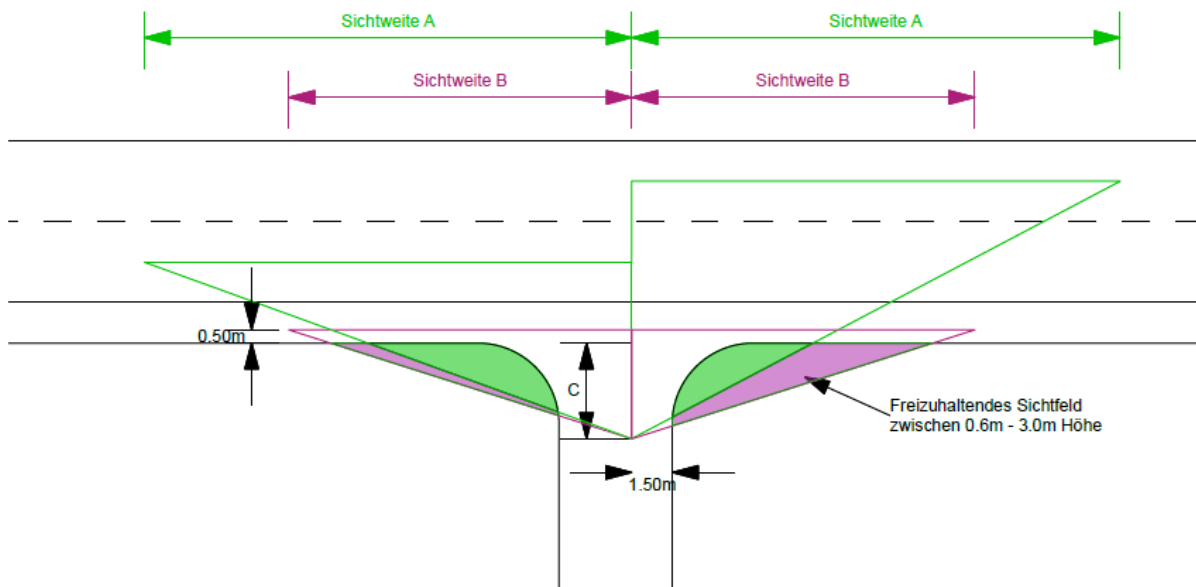 Sichtweite A
Sichtweite A
Sichtweite B
Sichtweite B
0.50m
C
Freizuhaltendes Sichtfeld
zwischen 0.6m - 3.0m Höhe
1.50m